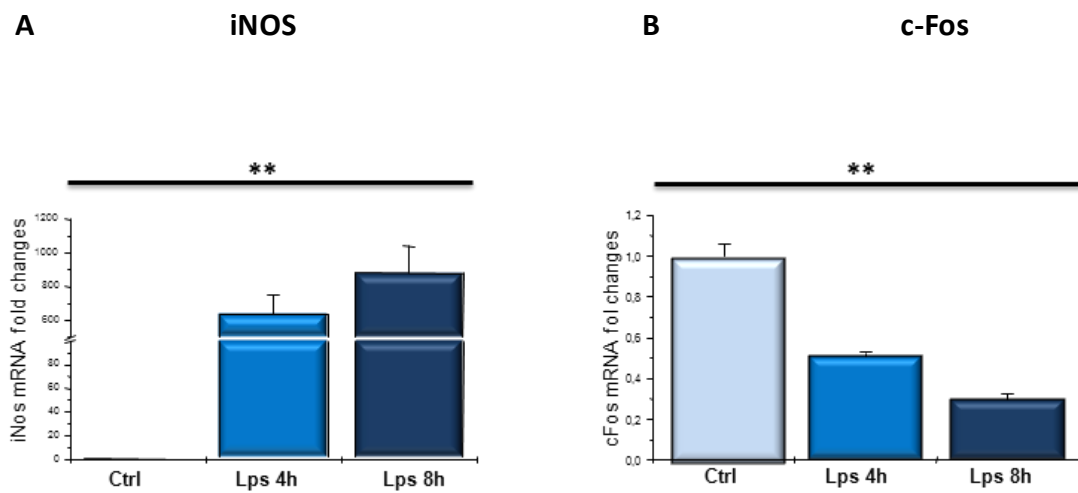 A
iNOS
**
iNos mRNA fold changes
1200
1000
800
600
80
60
40
20
0
Ctrl
Lps 4h
Lps 8h
B
c-Fos
**
cFos mRNA fol changes
1,2
1,0
0,8
0,6
0,4
0,2
0,0
Ctrl
Lps 4h
Lps 8h